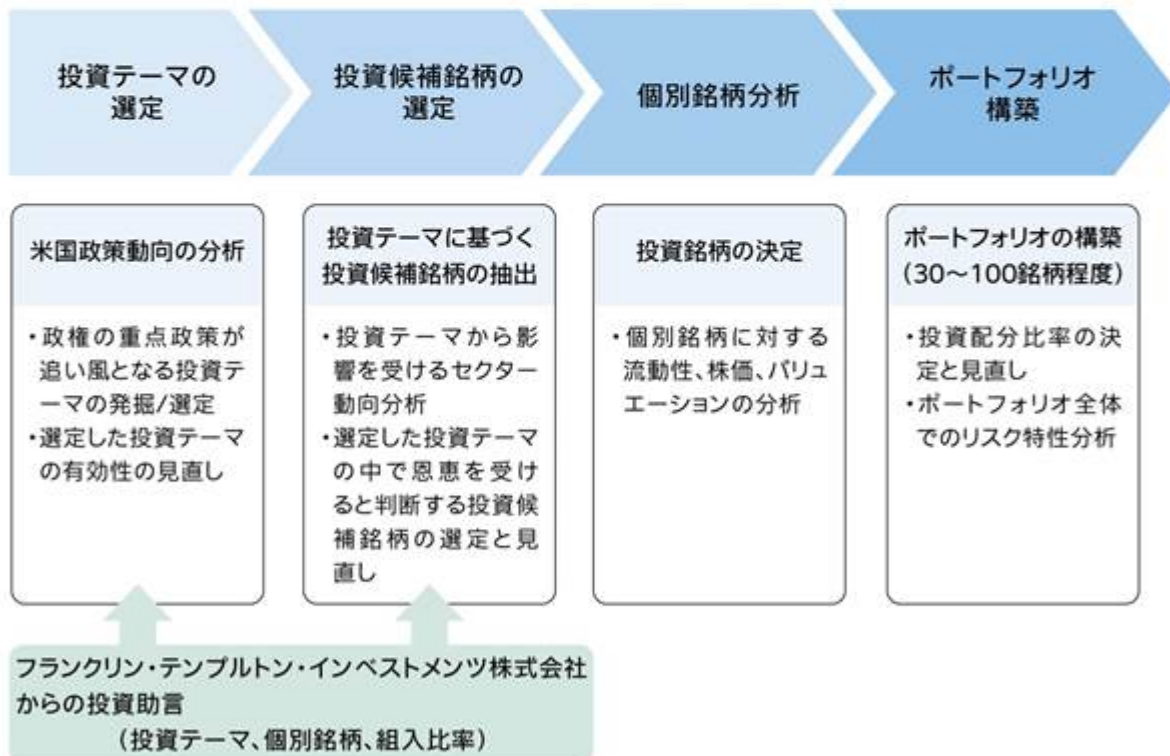 投資テーマの
選定
投資候補銘柄の
選定
個別銘柄分析
ポートフォリオ
構築
米国政策動向の分析
・政権の重点政策が
追い風となる投資テ
ーマの発掘/選定
・選定した投資テーマ
の有効性の見直し
投資テーマに基づく
投資候補銘柄の抽出
・投資テーマから影
響を受けるセクター
動向分析
・選定した投資テーマ
の中で恩恵を受け
ると判断する投資候
補銘柄の選定と見
直し
投資銘柄の決定
・個別銘柄に対する
流動性、株価、バリュ
エーションの分析
ポートフォリオの構築
(30～100銘柄程度)
・投資配分比率の決
定と見直し
・ポートフォリオ全体
でのリスク特性分析
フランクリン・テンプルトン・インベストメンツ株式会社
からの投資助言
(投資テーマ、個別銘柄、組入比率)